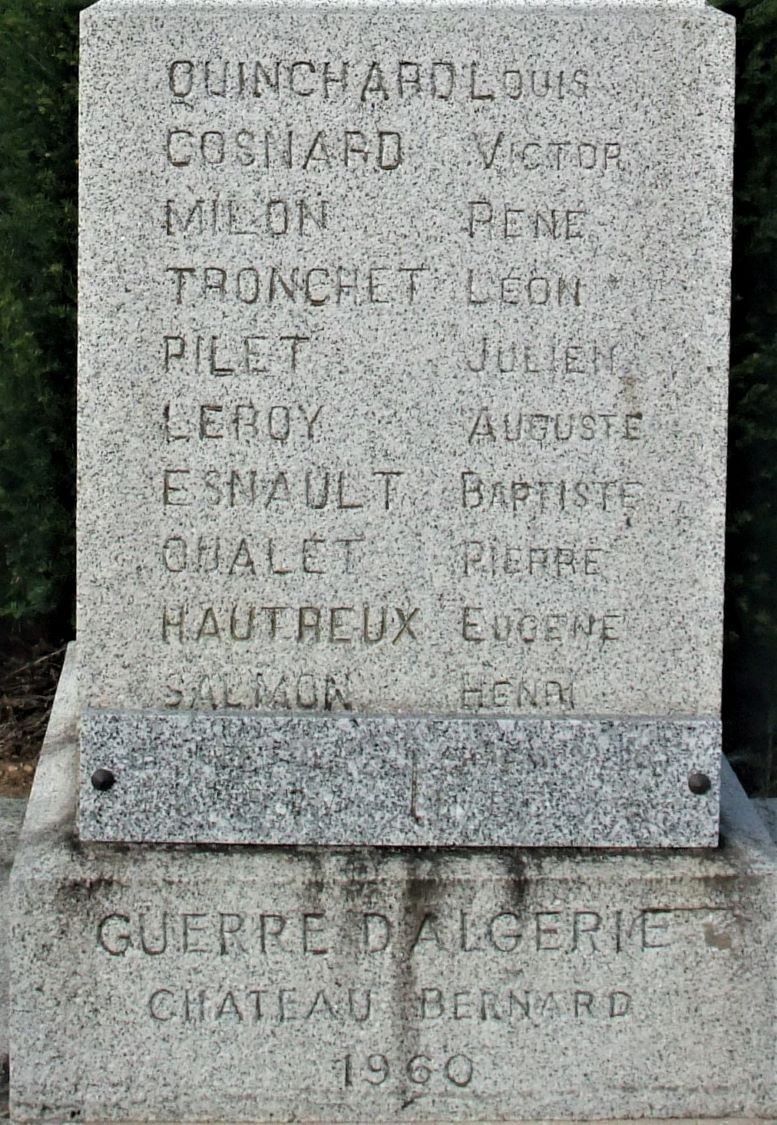 QUINCHARD LOUIS
COSNARD VICTOR
MILON RENE
TRONCHET LEON
PILET JULIEN
LEROY AUGUSTE
ESNAULT BAPTISTE
OUALET PIERRE
HAUTREUX EUGENE
SALMON HENRI
GUERRE D'ALGERIE
CHATEAU BERNARD
1960